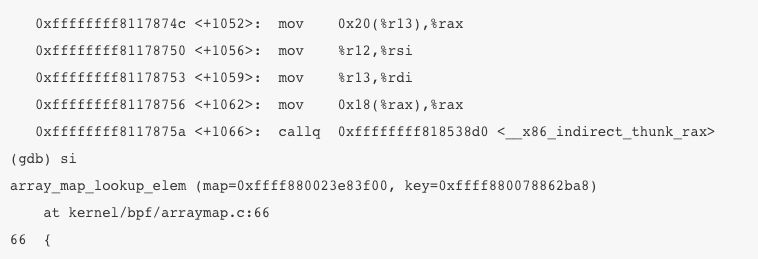 0xffffffff8117874c <+1052>:  mov    0x20(%r13),%rax
0xffffffff81178750 <+1056>:  mov    %r12,%rsi
0xffffffff81178753 <+1059>:  mov    %r13,%rdi
0xffffffff81178756 <+1062>:  mov    0x18(%rax),%rax
0xffffffff8117875a <+1066>:  callq  0xffffffff818538d0 <__x86_indirect_thunk_rax>
(gdb) si
array_map_lookup_elem (map=0xffff880023e83f00, key=0xffff880078862ba8)
    at kernel/bpf/arraymap.c:66
66  {